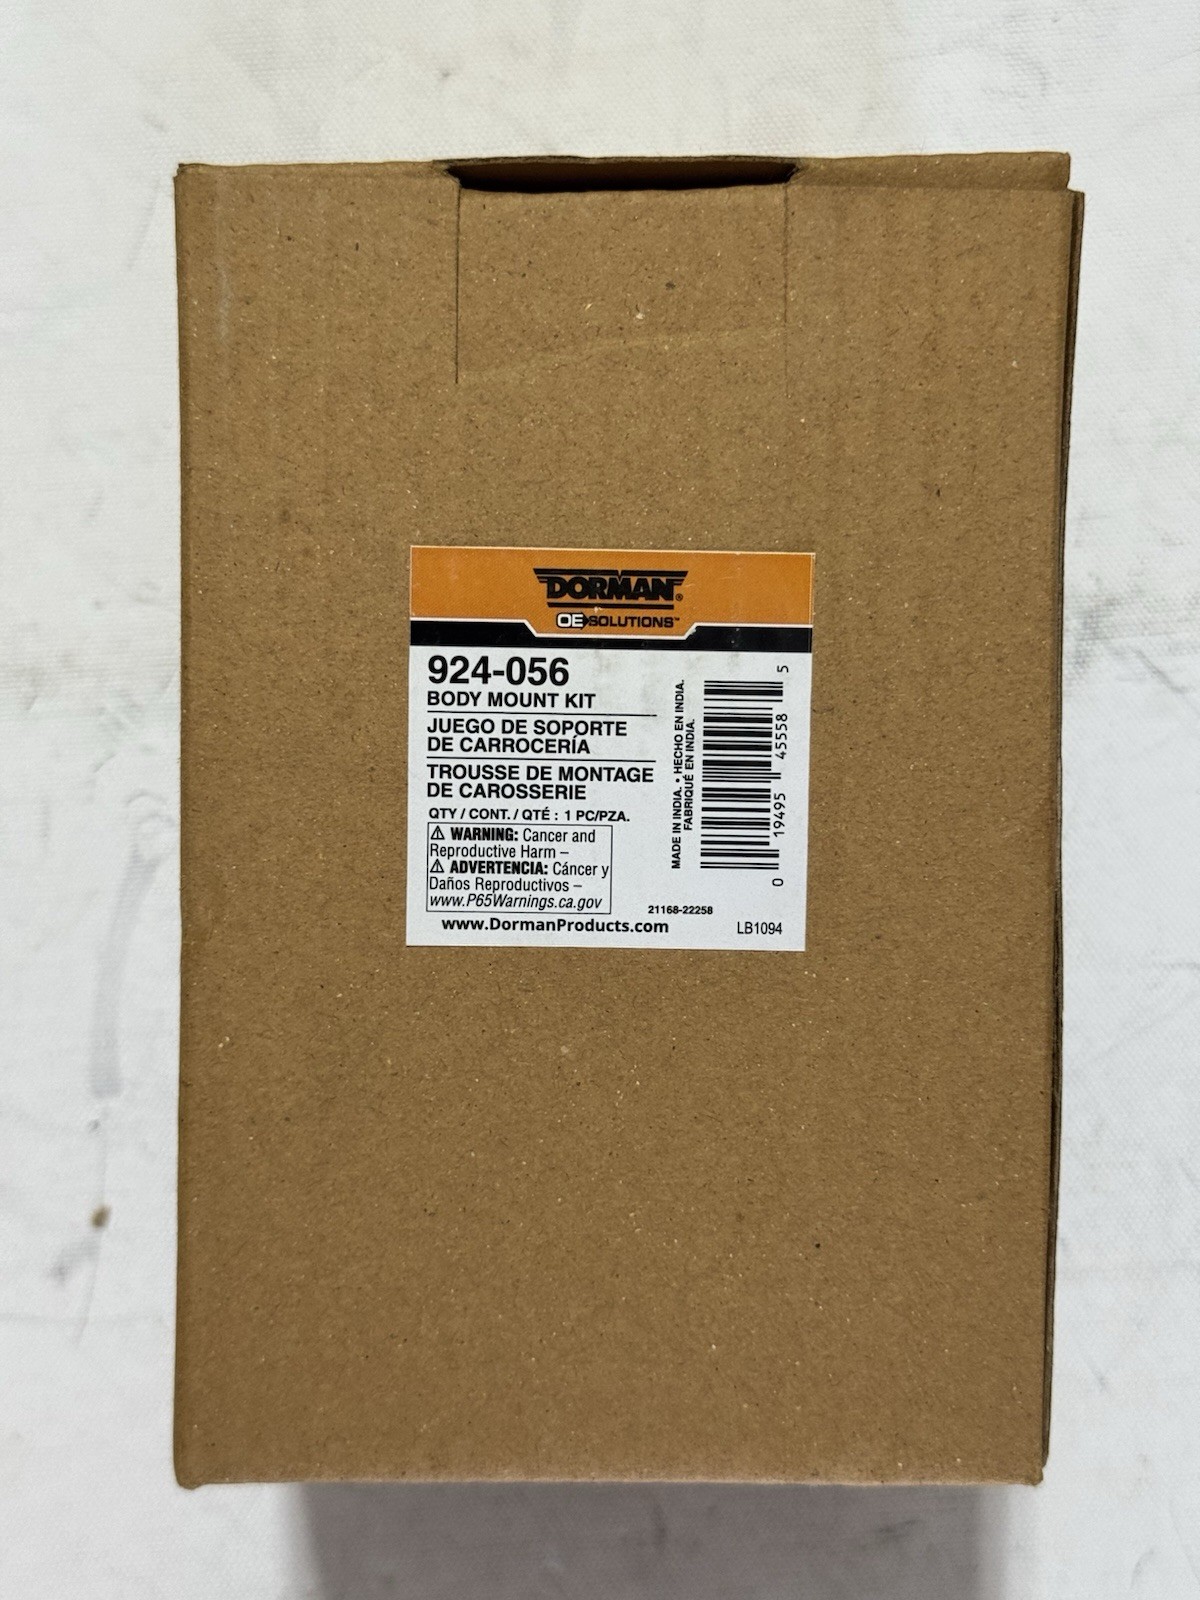 DORMAN®
OE SOLUTIONS™
924-056
BODY MOUNT KIT
JUEGO DE SOPORTE
DE CARROCERÍA
TROUSSE DE MONTAGE
DE CAROSSERIE
QTY / CONT. / QTÉ : 1 PC/PZA.
⚠ WARNING: Cancer and
Reproductive Harm –
⚠ ADVERTENCIA: Cáncer y
Daños Reproductivos –
www.P65Warnings.ca.gov
www.DormanProducts.com
MADE IN INDIA. • HECHO EN INDIA.
FABRIQUÉ EN INDIA.
0 19495 45558 5
21168-22258
LB1094